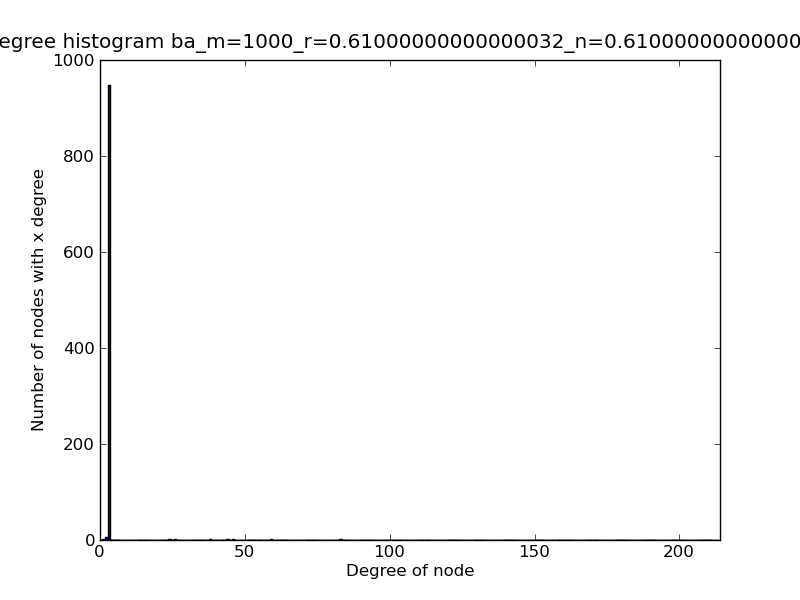 egree histogram ba_m=1000_r=0.61000000000000032_n=0.61000000000000
1000
800
600
400
200
0
Number of nodes with x degree
0 50 100 150 200
Degree of node